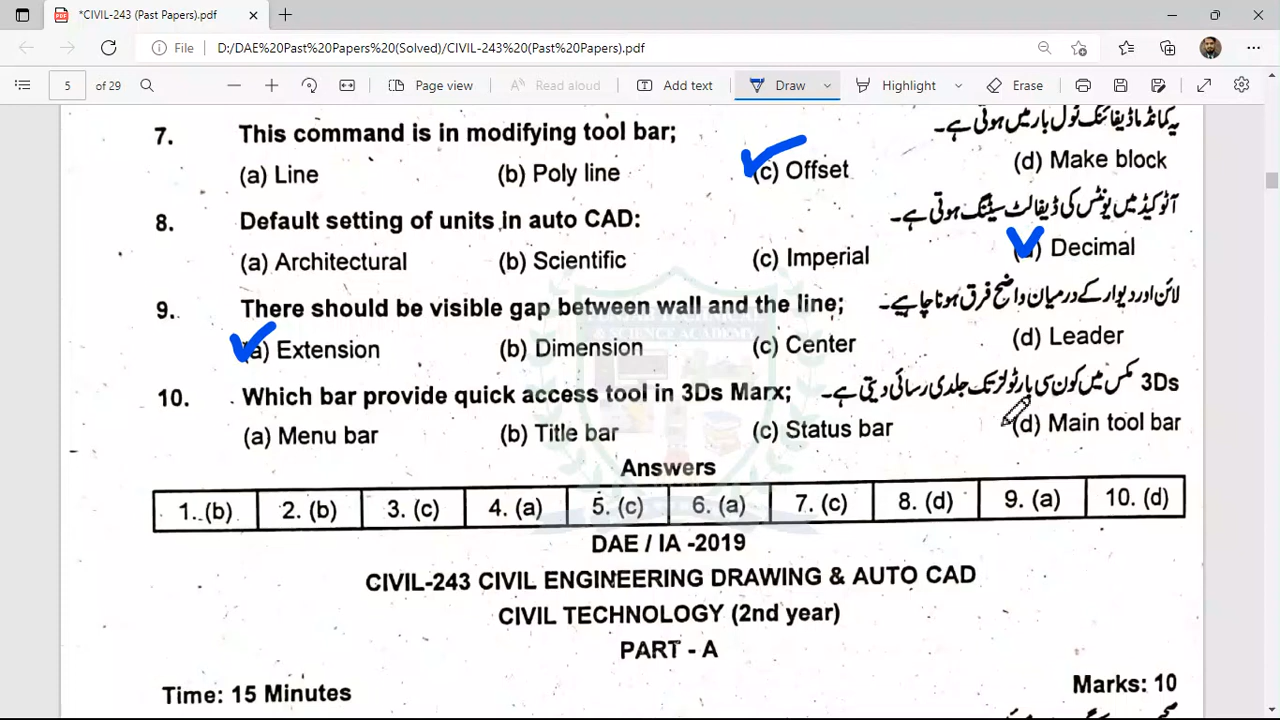 *CIVIL-243 (Past Papers).pdf
File D:/DAE%20Past%20Papers%20(Solved)/CIVIL-243%20(Past%20Papers).pdf
5 of 29 Page view Read aloud Add text Draw Highlight Erase
7. This command is in modifying tool bar; یہ کمانڈ ماڈیفائنگ ٹول بار میں ہوتی ہے۔
(a) Line (b) Poly line (c) Offset (d) Make block
8. Default setting of units in auto CAD: آٹو کیڈ میں یونٹس کی ڈیفالٹ سیٹنگ ہوتی ہے۔
(a) Architectural (b) Scientific (c) Imperial Decimal
9. There should be visible gap between wall and the line; لائن اور دیوار کے درمیان واضح فرق ہونا چاہیے۔
(a) Extension (b) Dimension (c) Center (d) Leader
10. Which bar provide quick access tool in 3Ds Marx; 3Ds مکس میں کون سی بار ٹولز تک جلدی رسائی دیتی ہے۔
(a) Menu bar (b) Title bar (c) Status bar (d) Main tool bar
Answers
1. (b) 2. (b) 3. (c) 4. (a) 5. (c) 6. (a) 7. (c) 8. (d) 9. (a) 10. (d)
DAE / IA -2019
CIVIL-243 CIVIL ENGINEERING DRAWING & AUTO CAD
CIVIL TECHNOLOGY (2nd year)
PART - A
Time: 15 Minutes Marks: 10